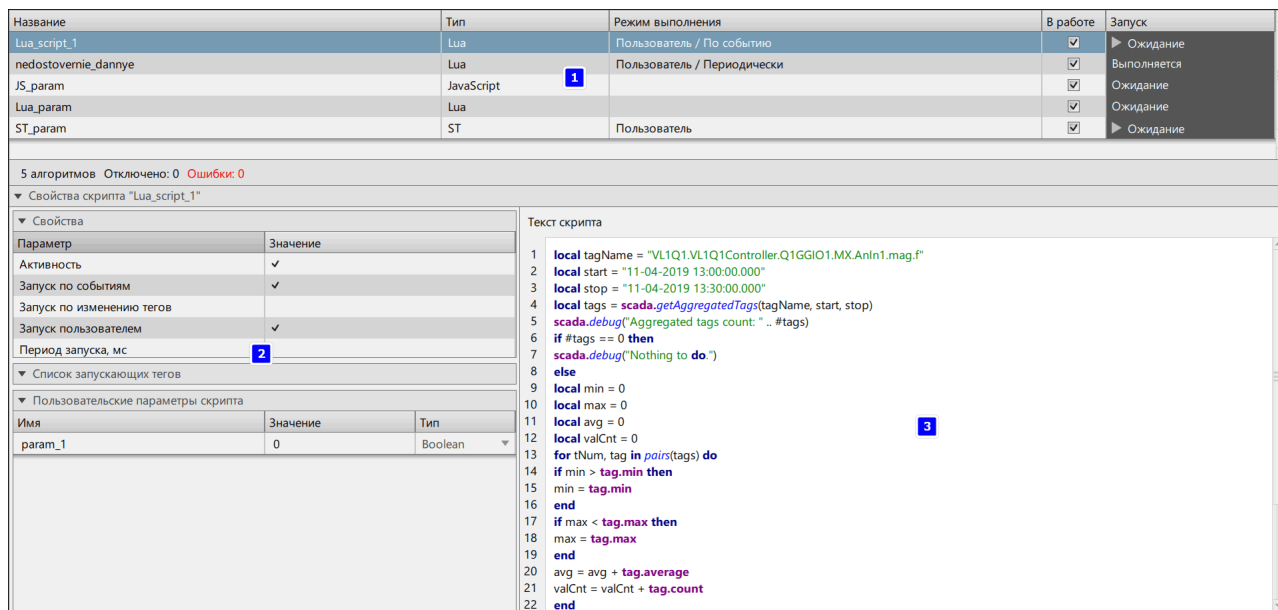 Название Тип Режим выполнения В работе Запуск
Lua_script_1 Lua Пользователь / По событию Ожидание
nedostovernie_dannye Lua Пользователь / Периодически Выполняется
1
JS_param JavaScript Ожидание
Lua_param Lua Ожидание
ST_param ST Пользователь Ожидание
5 алгоритмов Отключено: 0 Ошибки: 0
Свойства скрипта "Lua_script_1"
Свойства
Параметр Значение
Активность ✓
Запуск по событиям ✓
Запуск по изменению тегов
Запуск пользователем ✓
Период запуска, мс
2
Список запускающих тегов
Пользовательские параметры скрипта
Имя Значение Тип
param_1 0 Boolean
Текст скрипта
1 local tagName = "VL1Q1.VL1Q1Controller.Q1GGIO1.MX.AnIn1.mag.f"
2 local start = "11-04-2019 13:00:00.000"
3 local stop = "11-04-2019 13:30:00.000"
4 local tags = scada.getAggregatedTags(tagName, start, stop)
5 scada.debug("Aggregated tags count: " .. #tags)
6 if #tags == 0 then
7 scada.debug("Nothing to do.")
8 else
9 local min = 0
10 local max = 0
11 local avg = 0
3
12 local valCnt = 0
13 for tNum, tag in pairs(tags) do
14 if min > tag.min then
15 min = tag.min
16 end
17 if max < tag.max then
18 max = tag.max
19 end
20 avg = avg + tag.average
21 valCnt = valCnt + tag.count
22 end